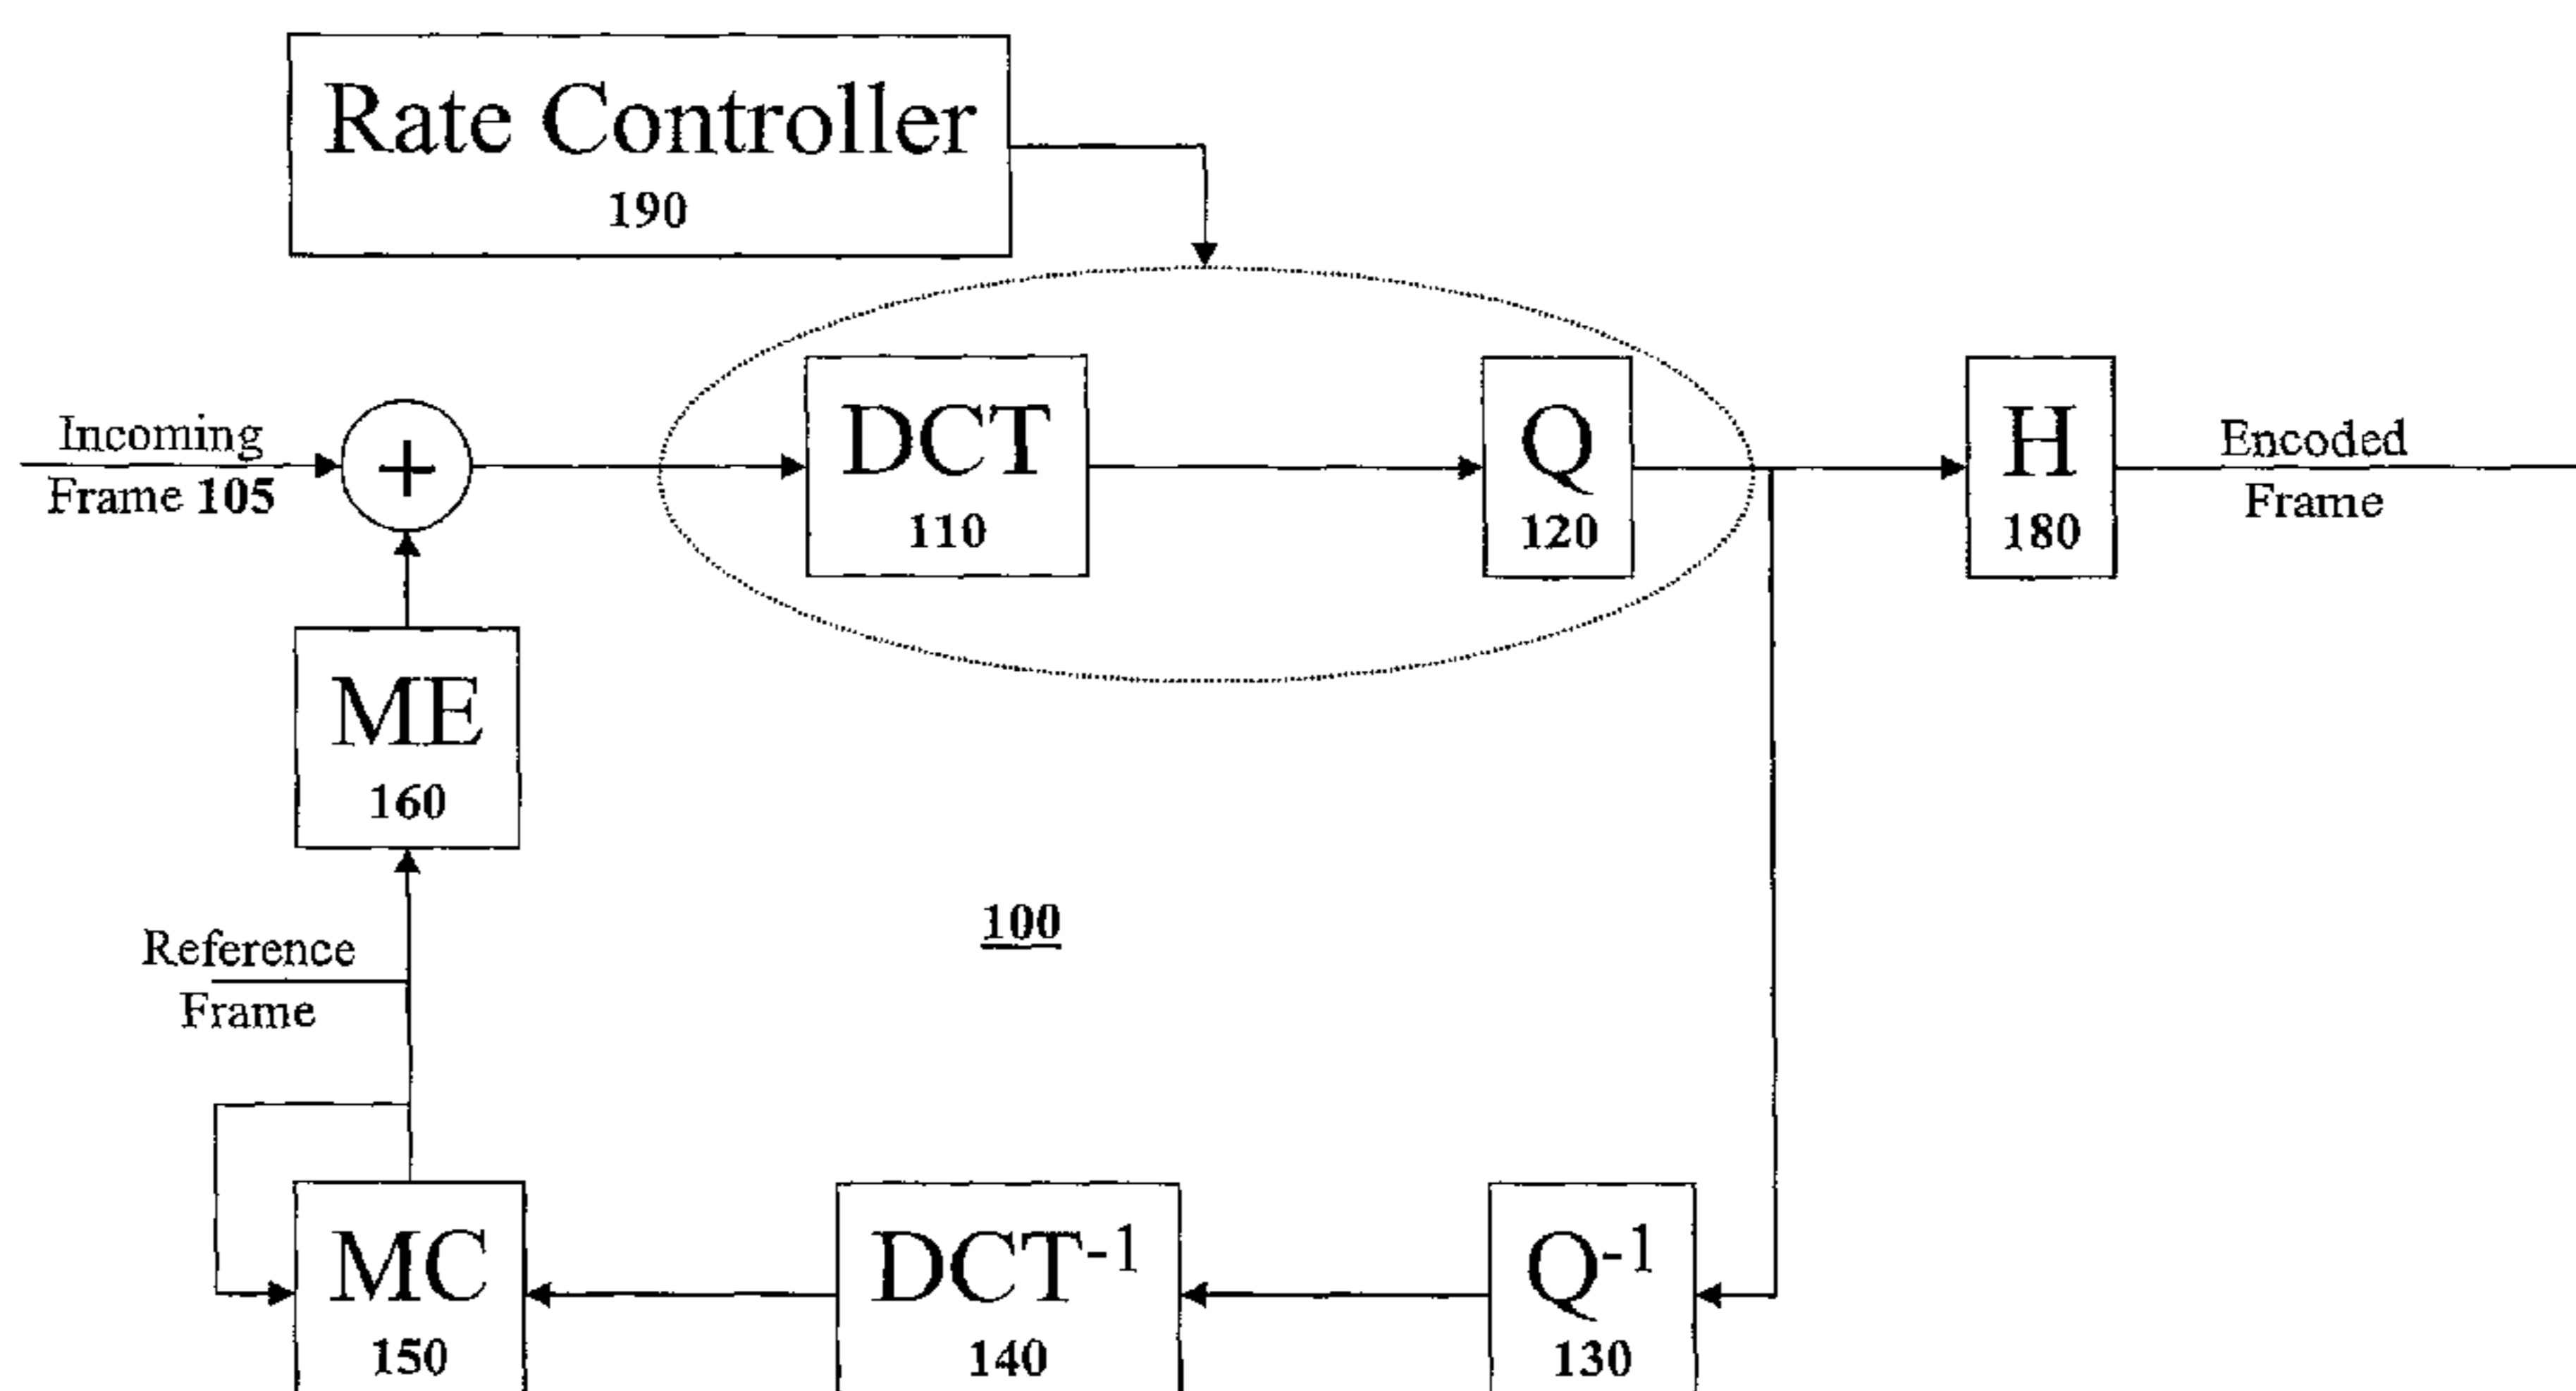 Rate Controller
190
Incoming
Frame 105
+
DCT
110
Q
120
H
180
Encoded
Frame
ME
160
100
Reference
Frame
MC
150
DCT-1
140
Q-1
130